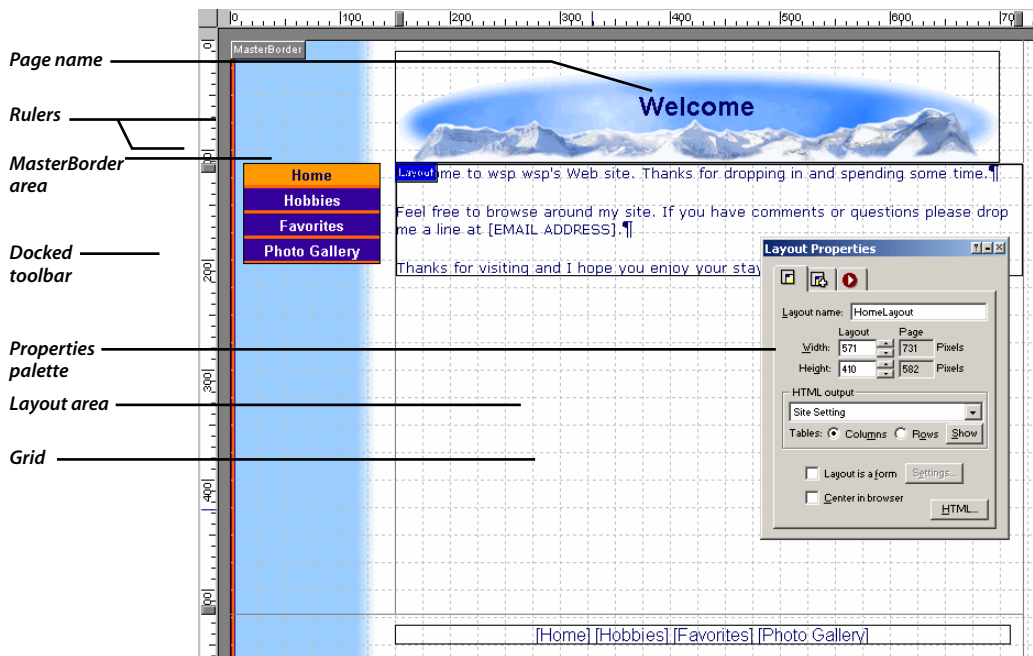 0 100 200 300 400 500 600 70
Page name
Rulers
MasterBorder
area
Docked
toolbar
Properties
palette
Layout area
Grid
0
200
300
400
MasterBorder
Welcome
Home
Hobbies
Favorites
Photo Gallery
Layout
me to wsp wsp's Web site. Thanks for dropping in and spending some time.¶
Feel free to browse around my site. If you have comments or questions please drop
me a line at [EMAIL ADDRESS].¶
Thanks for visiting and I hope you enjoy your stay
Layout Properties
Layout name: HomeLayout
Layout Page
Width: 571 731 Pixels
Height: 410 582 Pixels
HTML output
Site Setting
Tables: Columns Rows Show
Layout is a form Settings...
Center in browser
HTML...
[Home] [Hobbies] [Favorites] [Photo Gallery]